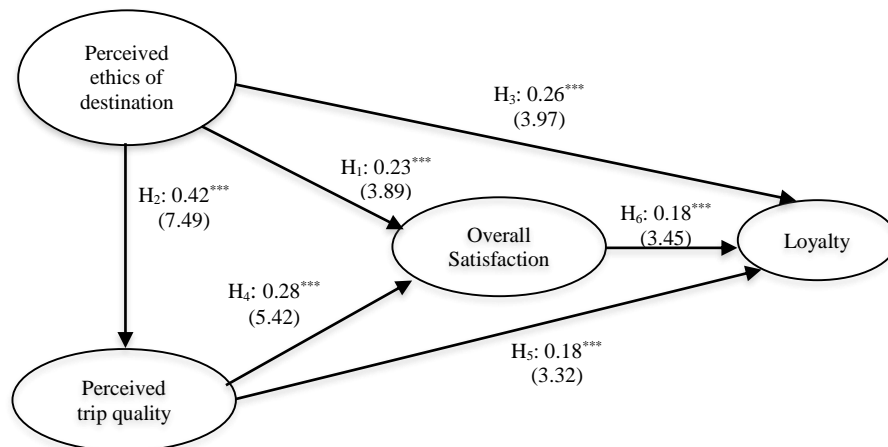 Perceived
ethics of
destination
H₃: 0.26***
(3.97)
H₁: 0.23***
(3.89)
H₂: 0.42***
(7.49)
Overall
Satisfaction
H₆: 0.18***
(3.45)
Loyalty
H₄: 0.28***
(5.42)
H₅: 0.18***
(3.32)
Perceived
trip quality